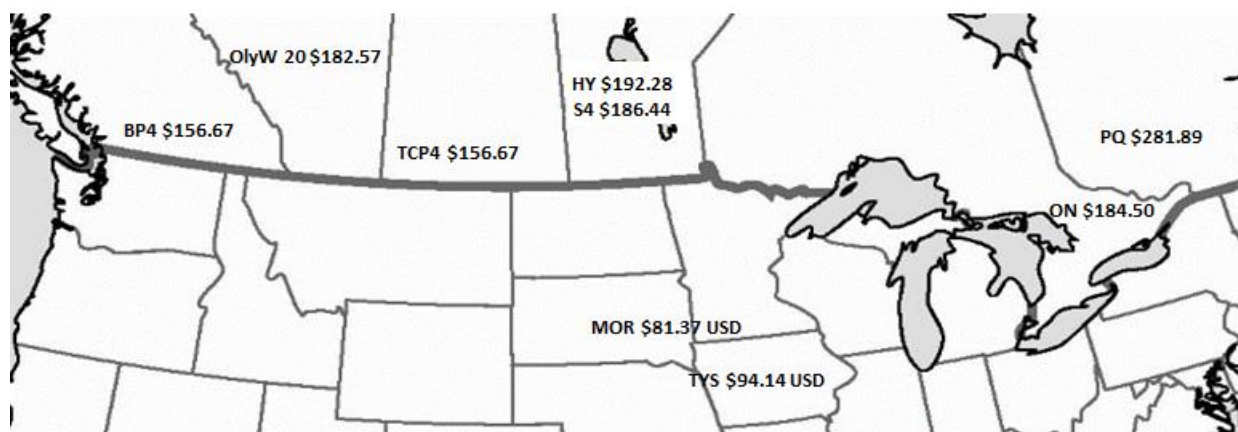 OlyW 20 $182.57
HY $192.28
S4 $186.44
BP4 $156.67
TCP4 $156.67
PQ $281.89
ON $184.50
MOR $81.37 USD
TYS $94.14 USD